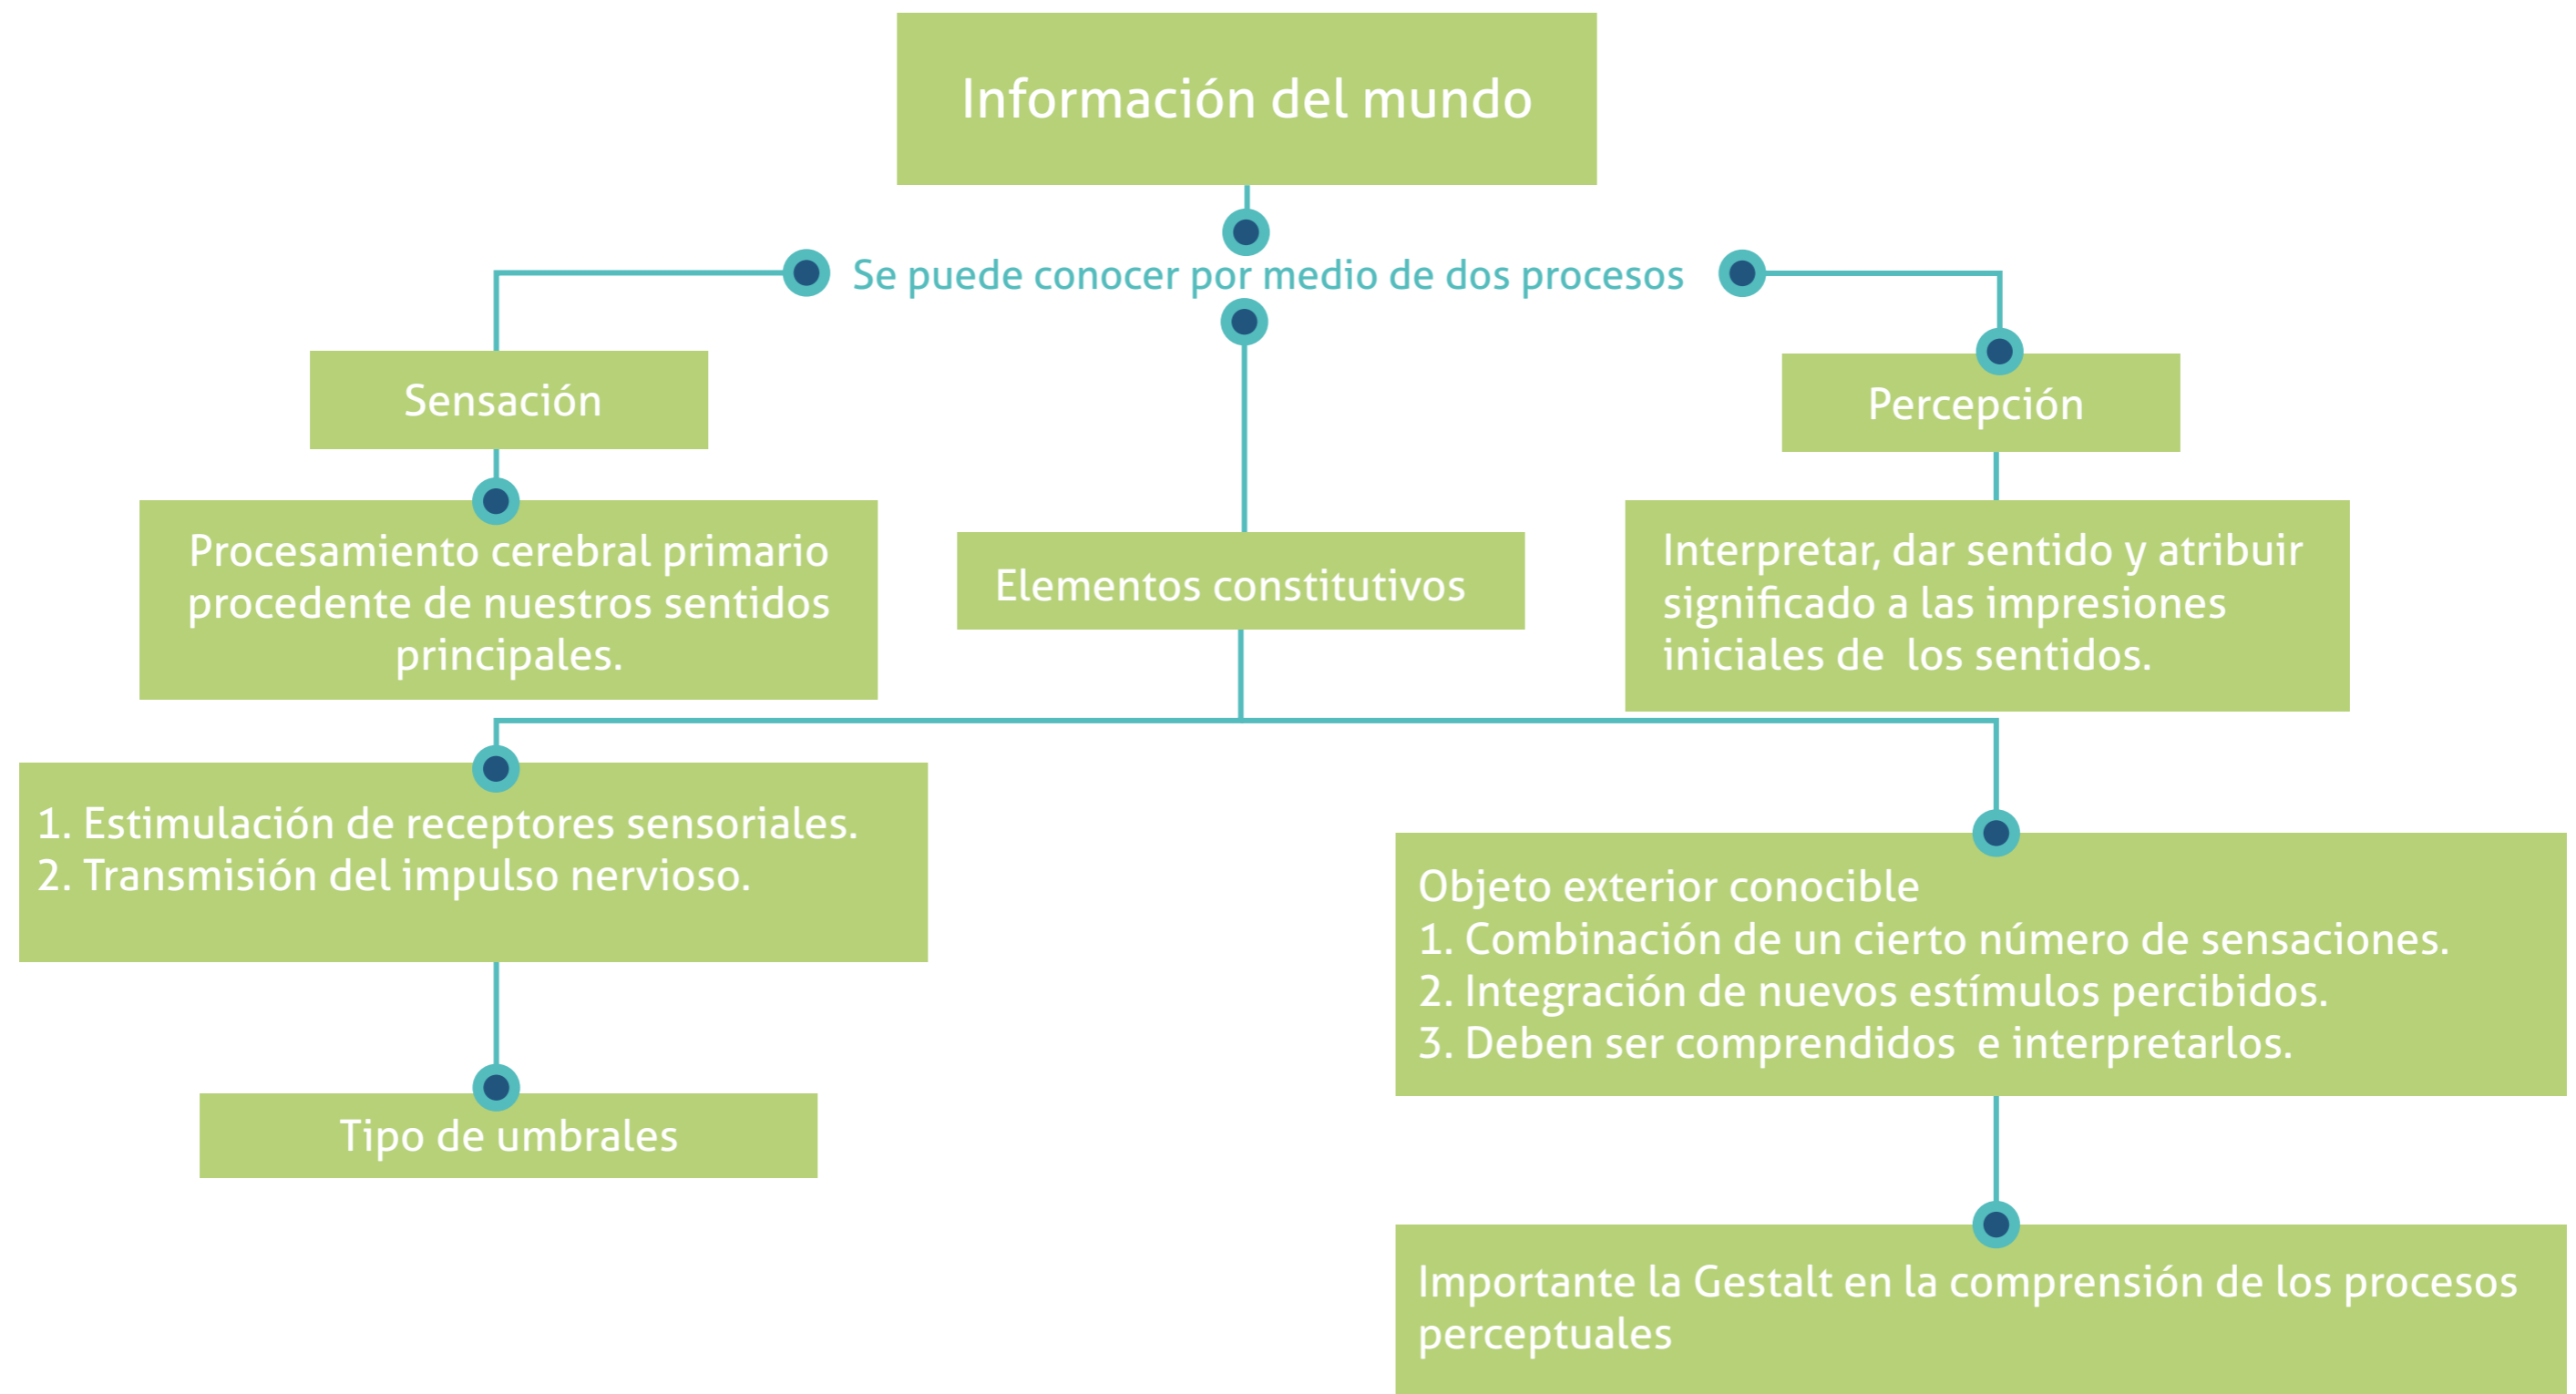 Información del mundo
Se puede conocer por medio de dos procesos
Sensación
Percepción
Procesamiento cerebral primario
procedente de nuestros sentidos
principales.
Elementos constitutivos
Interpretar, dar sentido y atribuir
significado a las impresiones
iniciales de  los sentidos.
1. Estimulación de receptores sensoriales.
2. Transmisión del impulso nervioso.
Objeto exterior conocible
1. Combinación de un cierto número de sensaciones.
2. Integración de nuevos estímulos percibidos.
3. Deben ser comprendidos  e interpretarlos.
Tipo de umbrales
Importante la Gestalt en la comprensión de los procesos
perceptuales